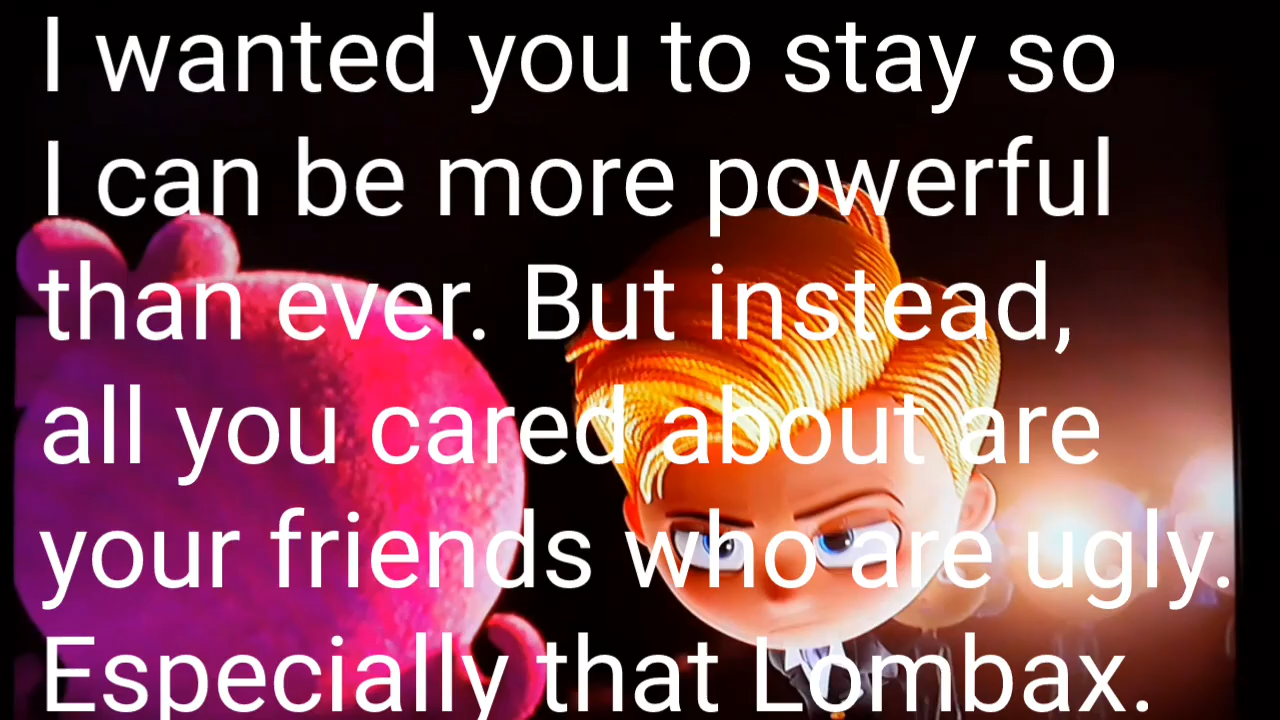 I wanted you to stay so
I can be more powerful
than ever. But instead,
all you cared about are
your friends who are ugly.
Especially that Lombax.